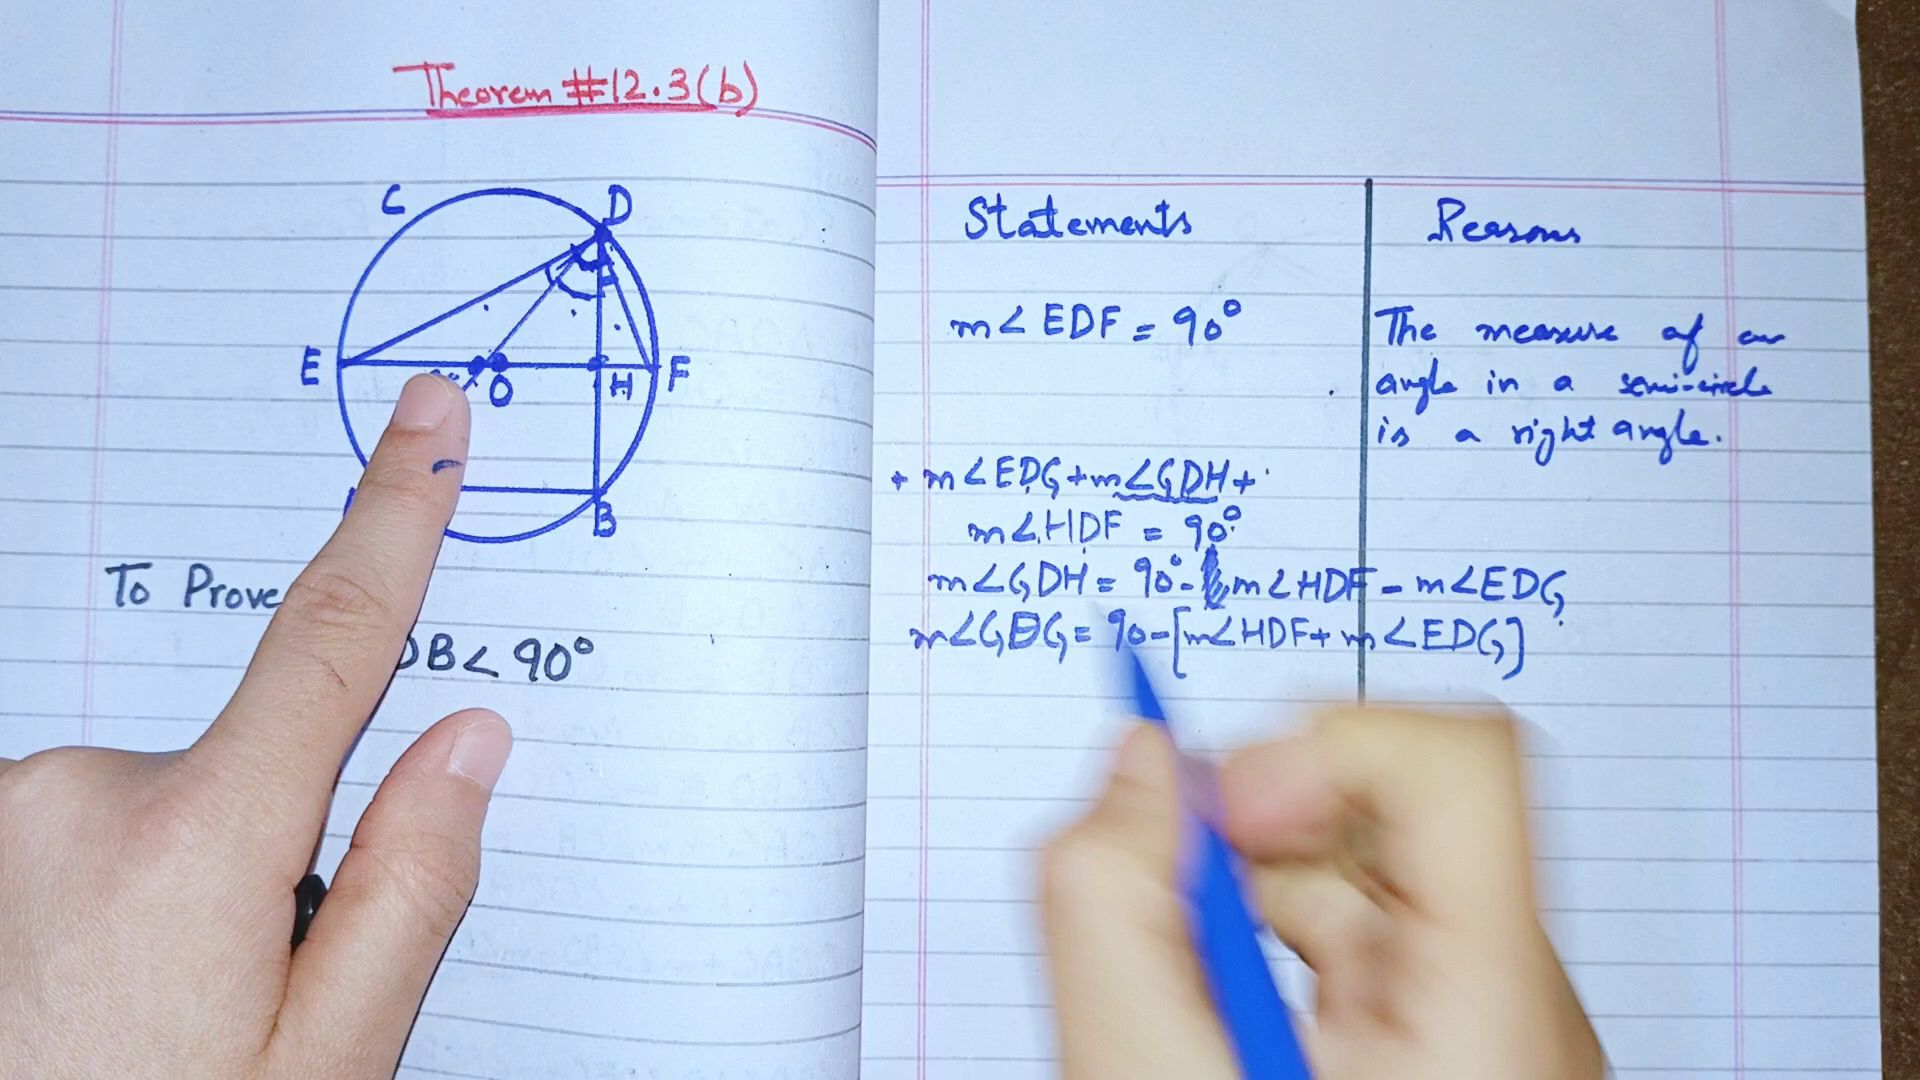 Theorem #12.3(b)
C
D
E
O
H
F
B
To Prove
DB < 90°
Statements
Reasons
m∠EDF = 90°
The measure of an
angle in a semi-circle
is a right angle.
+ m∠EDG + m∠GDH +
m∠HDF = 90°
m∠GDH = 90° - m∠HDF - m∠EDG
= 90 - [m∠HDF + m∠EDG]